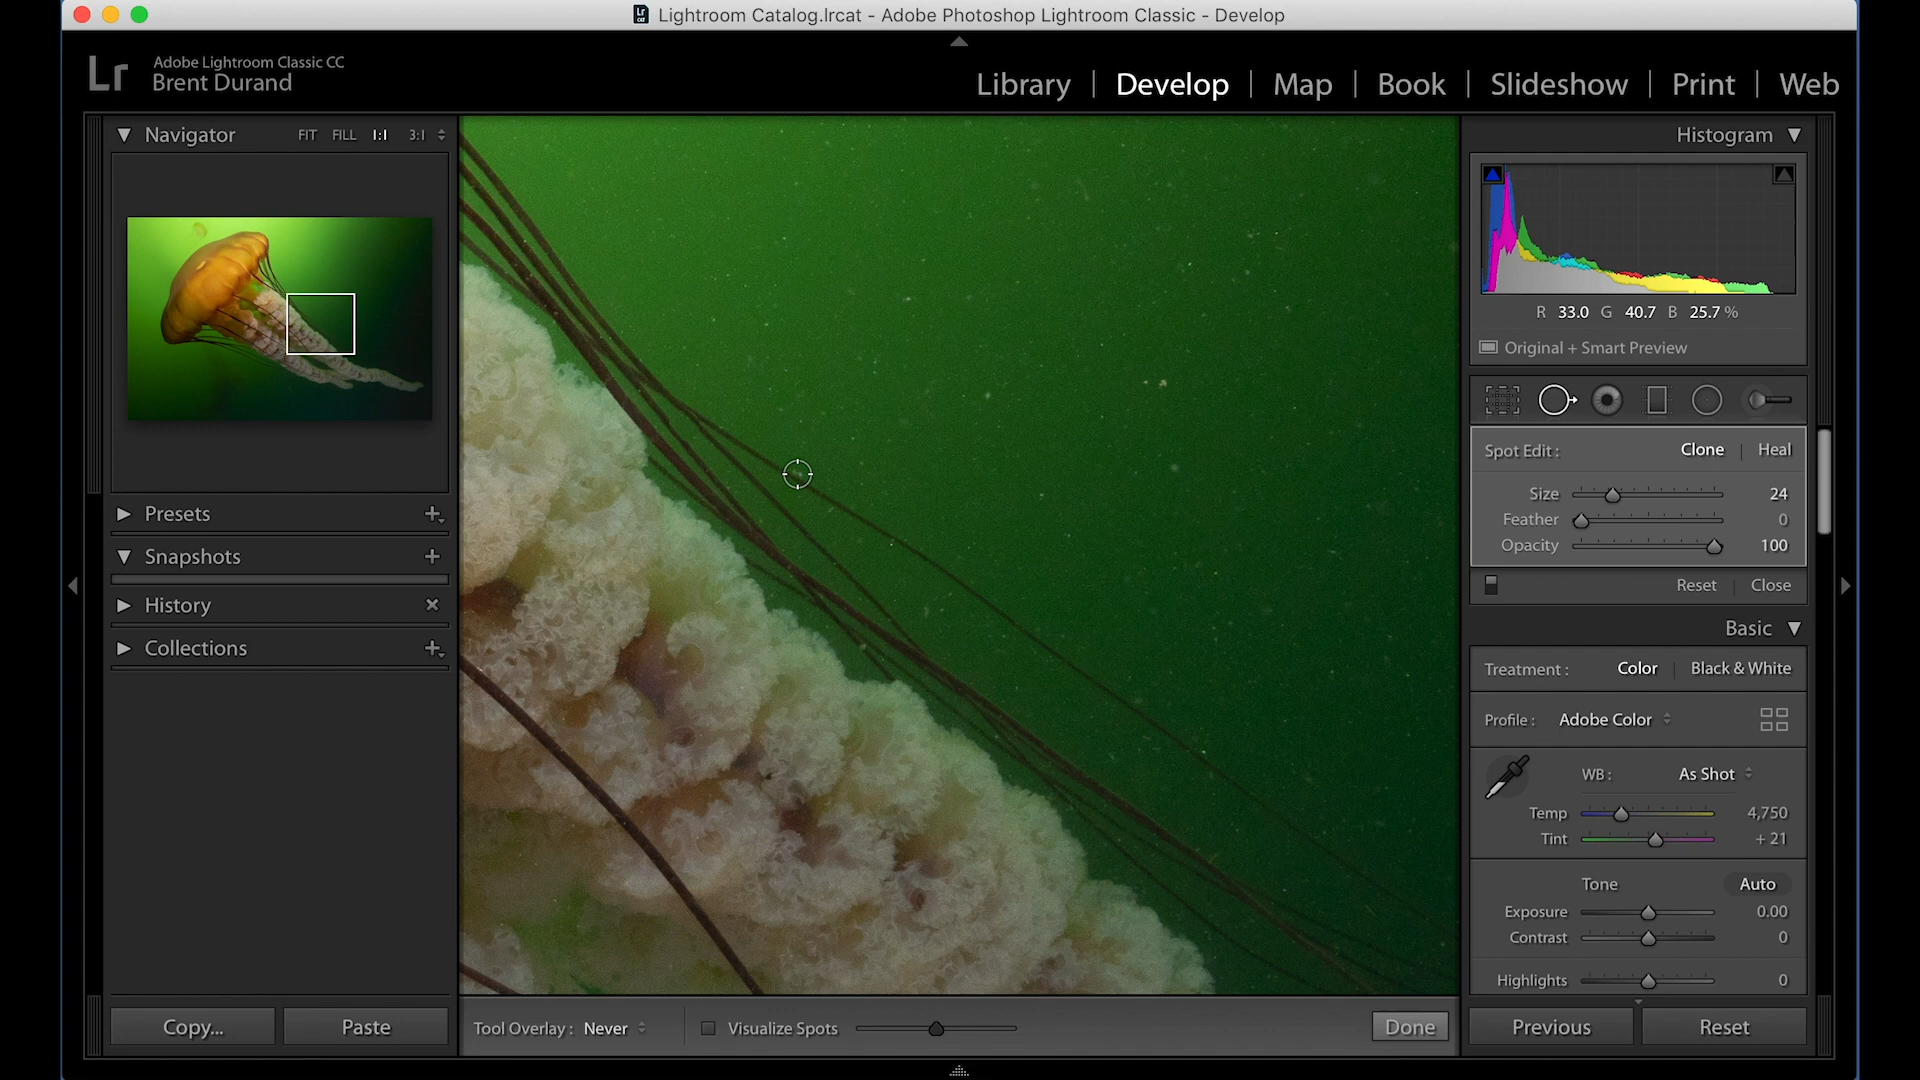 Lightroom Catalog.lrcat - Adobe Photoshop Lightroom Classic - Develop
Lr Adobe Lightroom Classic CC
Brent Durand
Library | Develop | Map | Book | Slideshow | Print | Web
Navigator FIT FILL 1:1 3:1
Presets
Snapshots
History
Collections
Copy... Paste
Tool Overlay : Never Visualize Spots Done
Histogram
R 33.0 G 40.7 B 25.7 %
Original + Smart Preview
Spot Edit : Clone | Heal
Size 24
Feather 0
Opacity 100
Reset Close
Basic
Treatment : Color | Black & White
Profile : Adobe Color
WB : As Shot
Temp 4,750
Tint + 21
Tone Auto
Exposure 0.00
Contrast 0
Highlights 0
Previous Reset